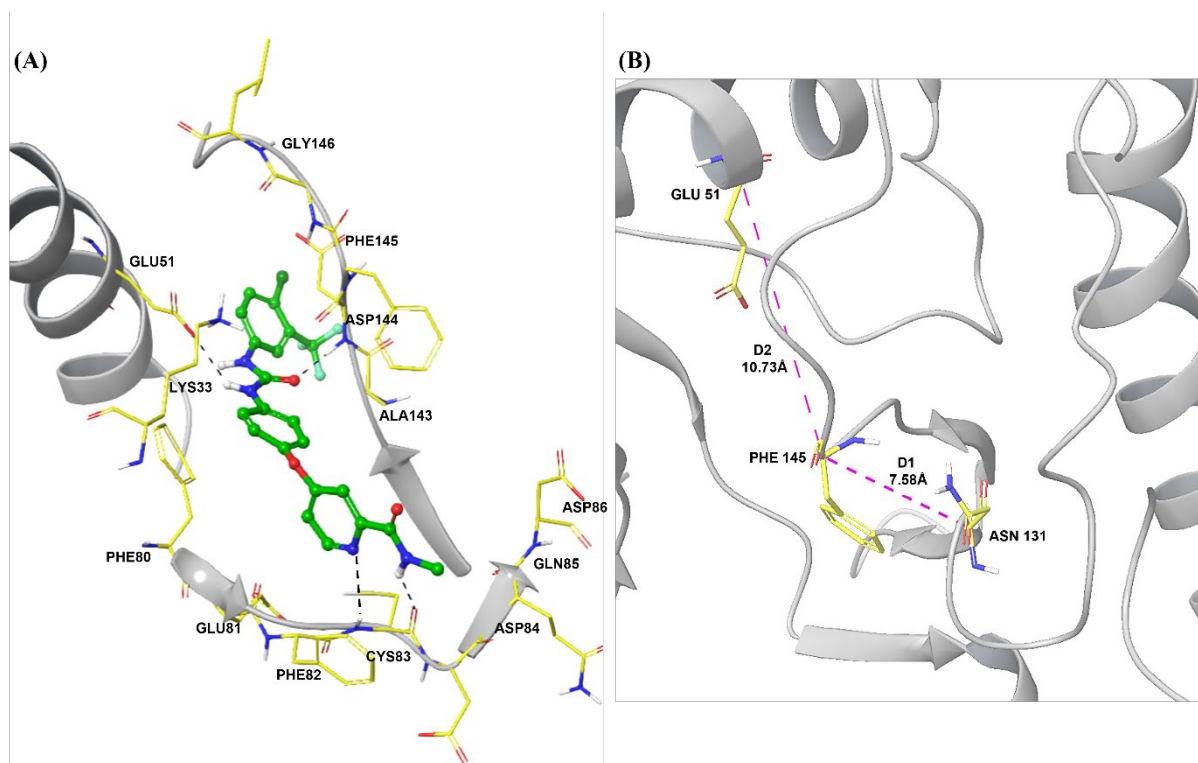 (A)
GLY146
PHE145
GLU51
ASP144
LYS33
ALA143
PHE80
ASP86
GLN85
GLU81
ASP84
CYS83
PHE82
(B)
GLU 51
D2
10.73Å
PHE 145
D1
7.58Å
ASN 131